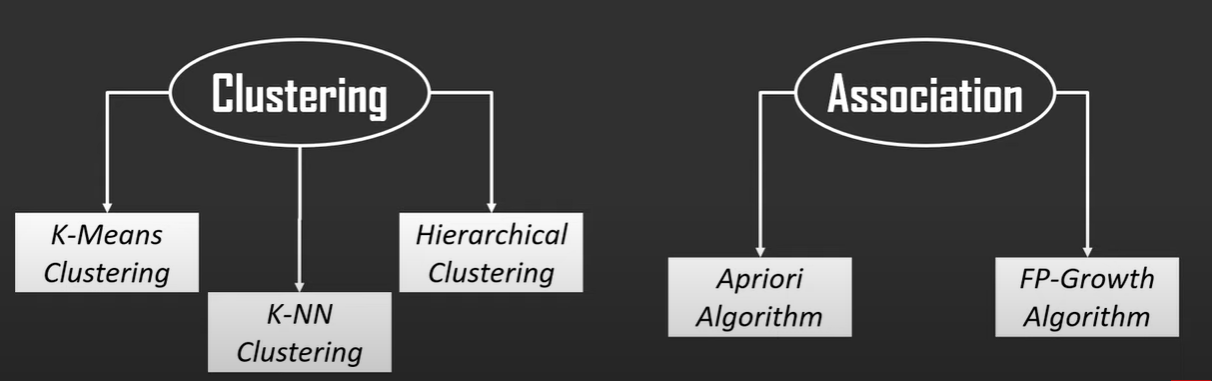 Clustering
K-Means
Clustering
K-NN
Clustering
Hierarchical
Clustering
Association
Apriori
Algorithm
FP-Growth
Algorithm